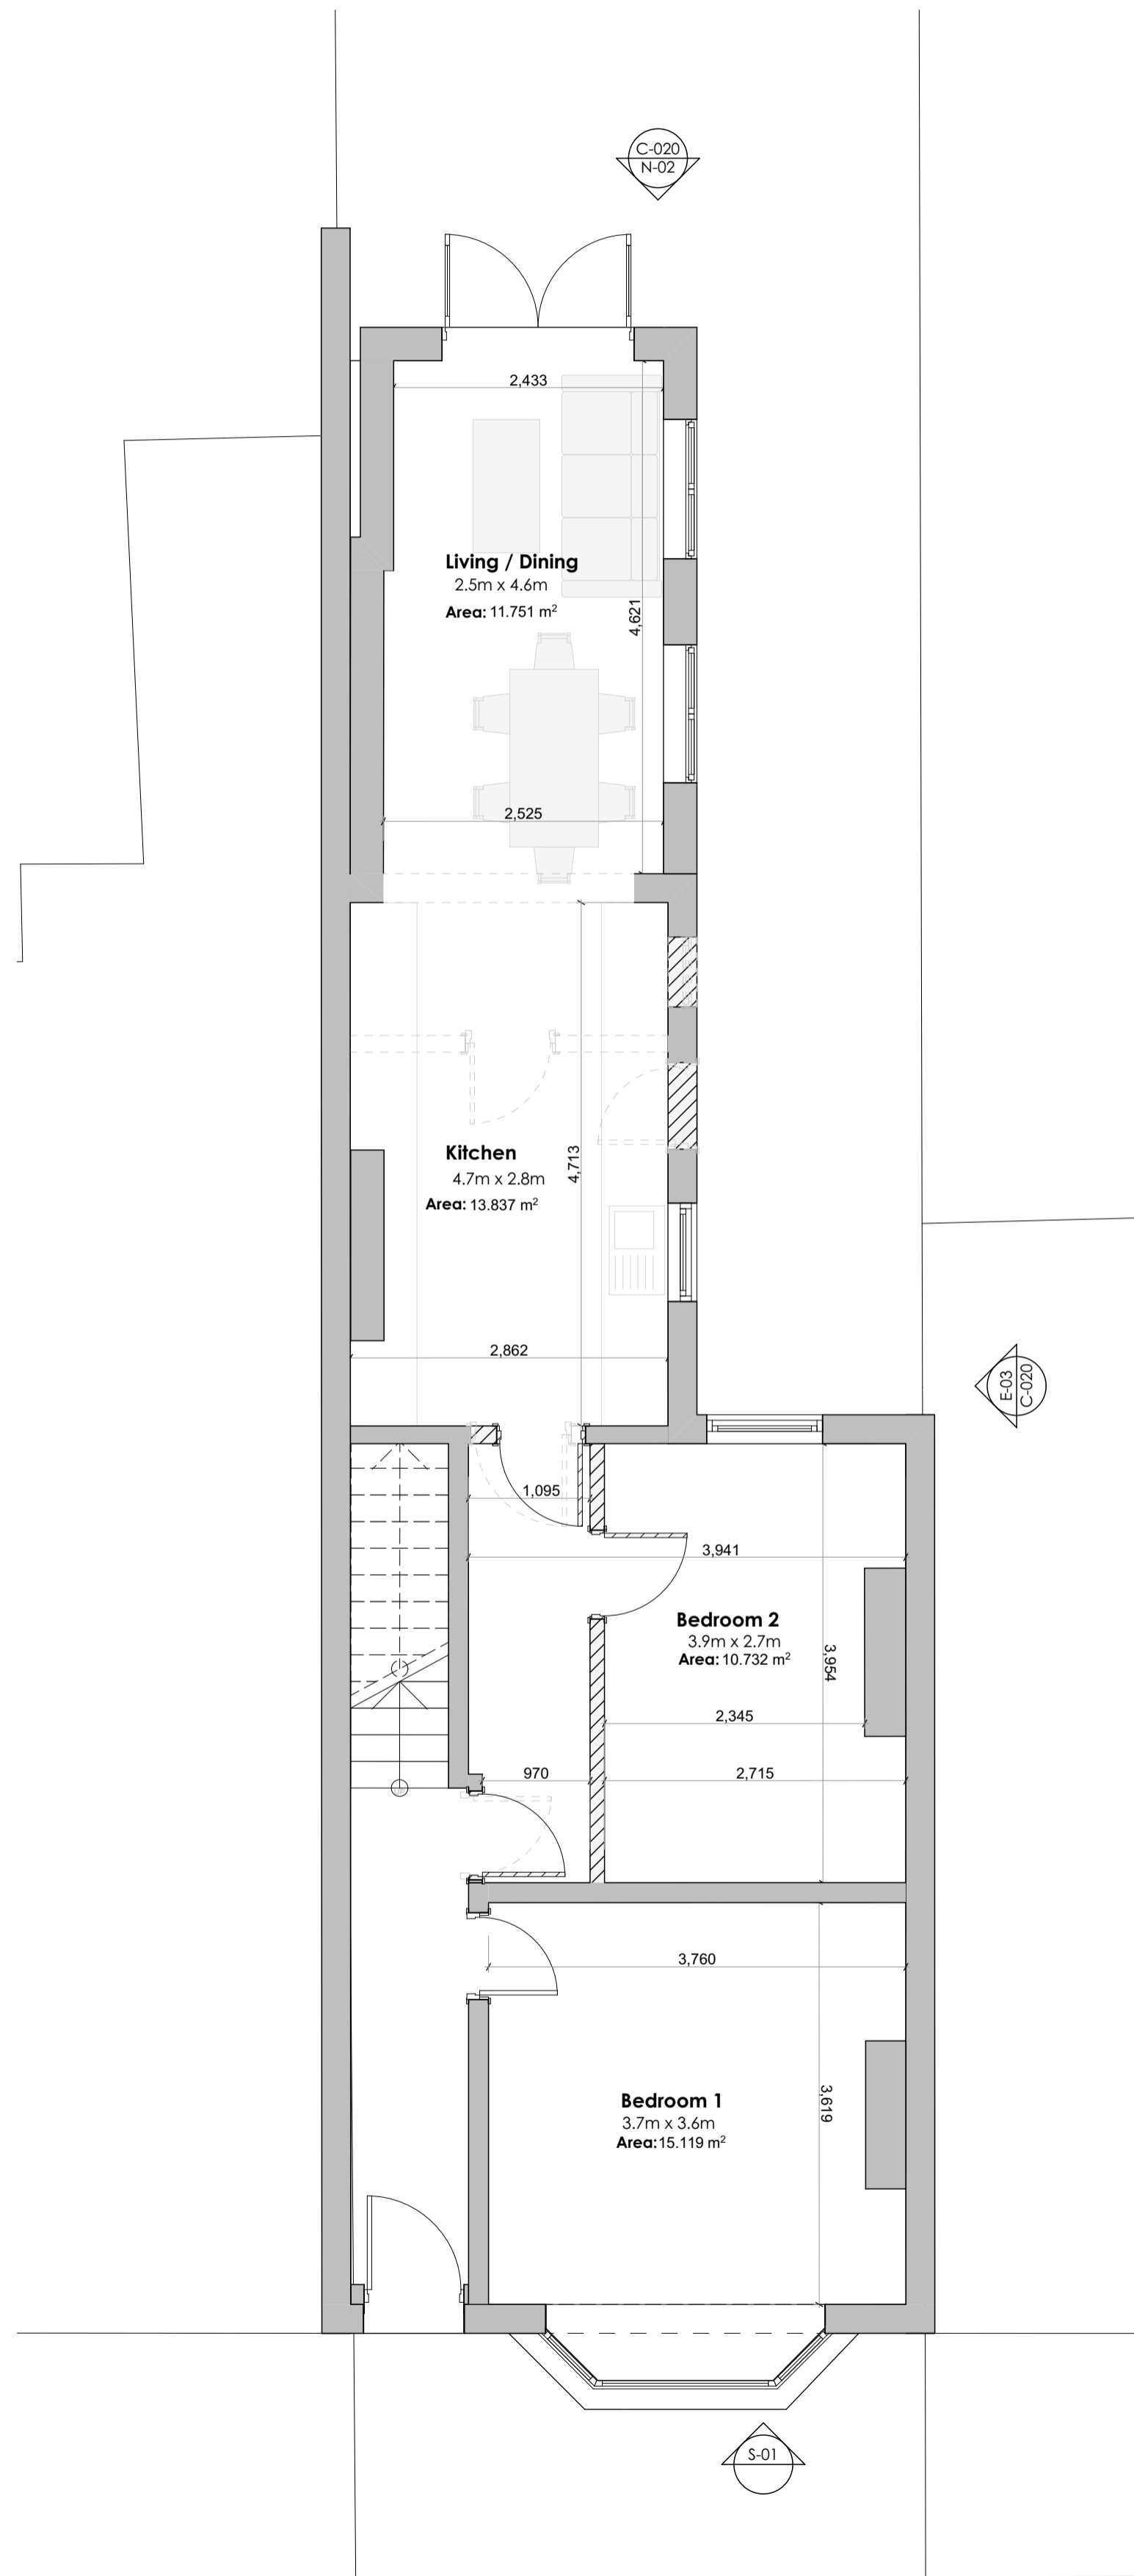 C-020
N-02
2,433
Living / Dining
2.5m x 4.6m
Area: 11.751 m²
4,621
2,525
Kitchen
4.7m x 2.8m
Area: 13.837 m²
4,713
2,862
E-03
C-020
1,095
3,941
Bedroom 2
3.9m x 2.7m
Area: 10.732 m²
3,954
2,345
970
2,715
3,760
Bedroom 1
3.7m x 3.6m
Area: 15.119 m²
3,619
S-01